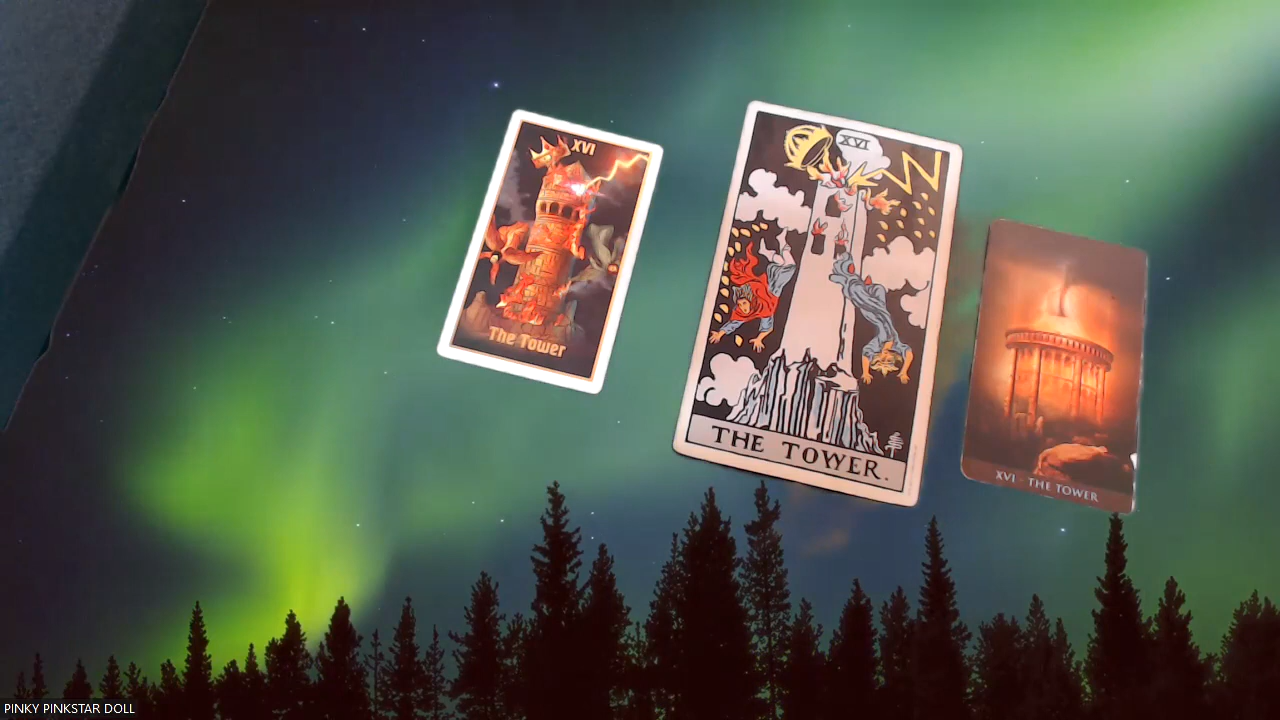 XVI
The Tower
XVI
THE TOWER.
XVI - THE TOWER
PINKY PINKSTAR DOLL